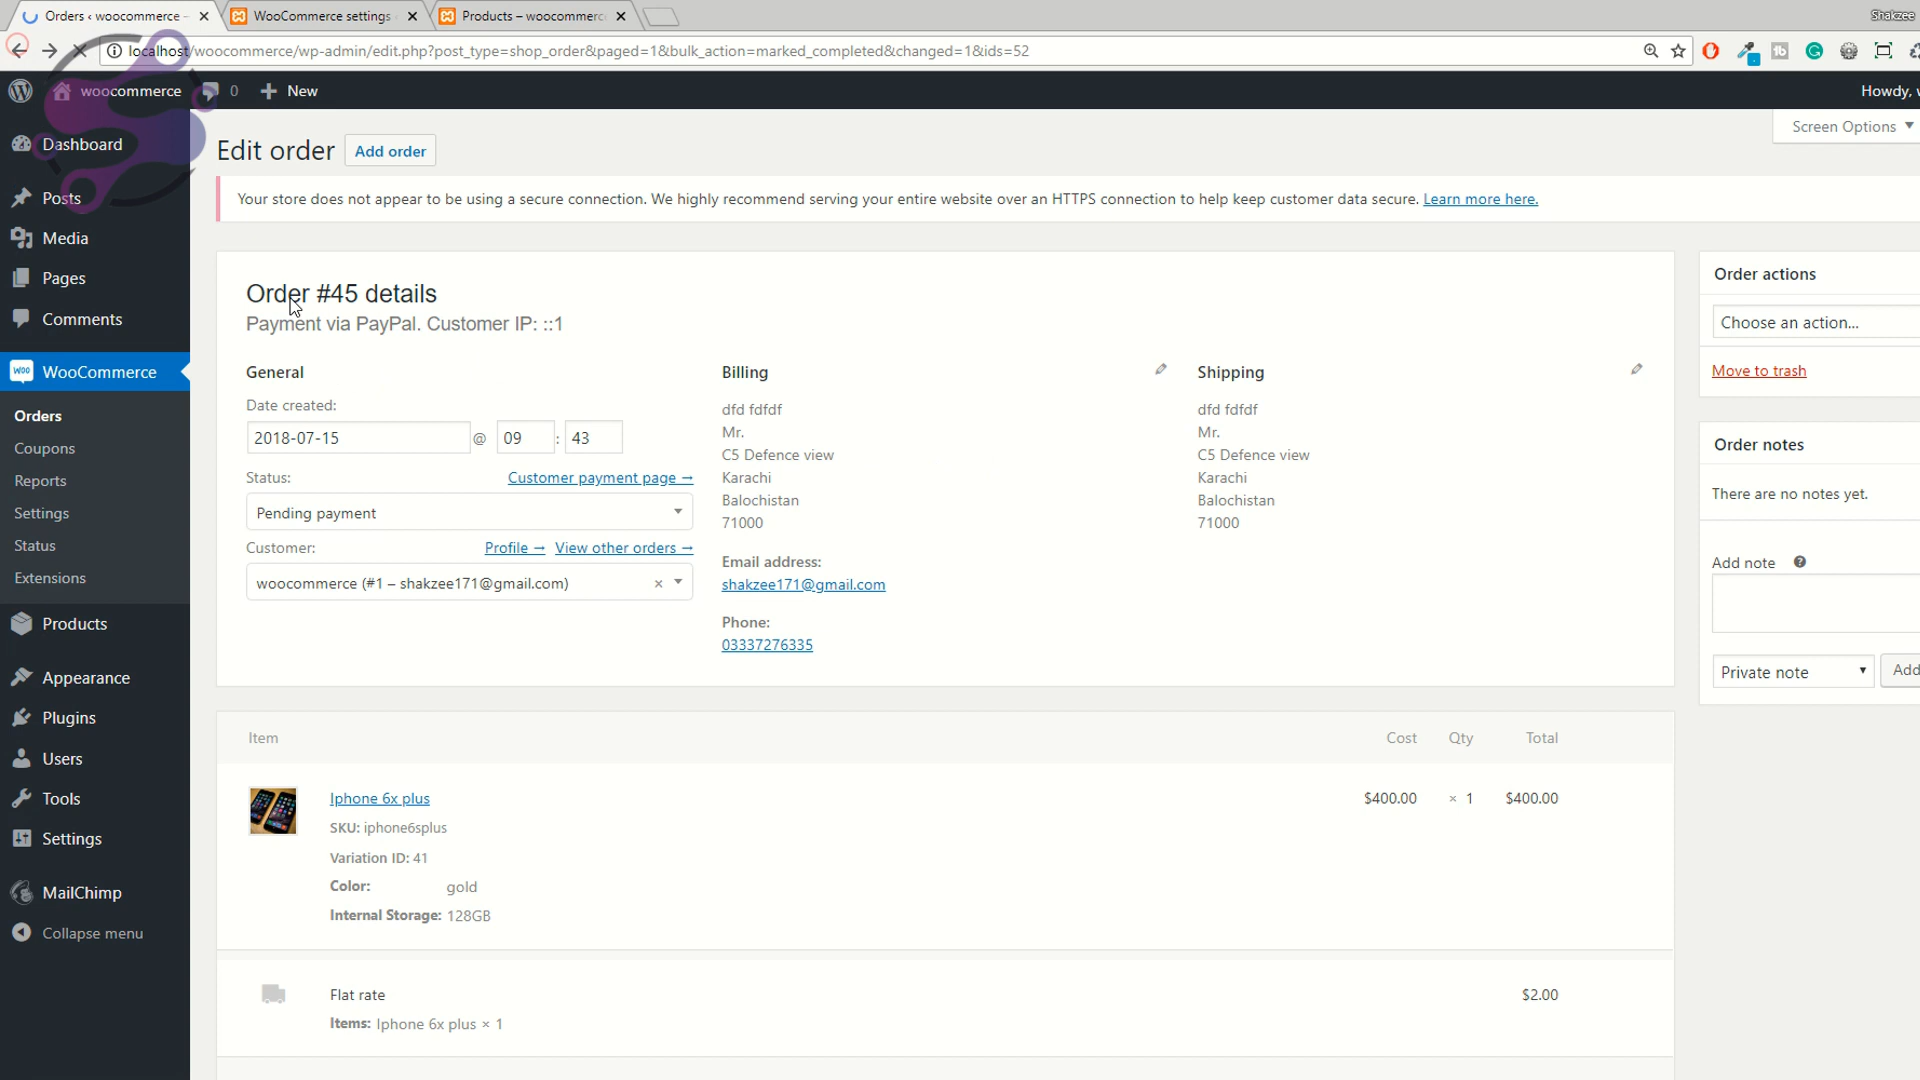 Orders ‹ woocommerce –
WooCommerce settings
Products – woocommerc
Shakzee
localhost/woocommerce/wp-admin/edit.php?post_type=shop_order&paged=1&bulk_action=marked_completed&changed=1&ids=52
woocommerce
0
New
Howdy,
Dashboard
Posts
Media
Pages
Comments
WooCommerce
Orders
Coupons
Reports
Settings
Status
Extensions
Products
Appearance
Plugins
Users
Tools
Settings
MailChimp
Collapse menu
Screen Options
Edit order
Add order
Your store does not appear to be using a secure connection. We highly recommend serving your entire website over an HTTPS connection to help keep customer data secure. Learn more here.
Order #45 details
Payment via PayPal. Customer IP: ::1
General
Date created:
2018-07-15 @ 09 : 43
Status: Customer payment page →
Pending payment
Customer: Profile → View other orders →
woocommerce (#1 – shakzee171@gmail.com) ×
Billing
dfd fdfdf
Mr.
C5 Defence view
Karachi
Balochistan
71000
Email address:
shakzee171@gmail.com
Phone:
03337276335
Shipping
dfd fdfdf
Mr.
C5 Defence view
Karachi
Balochistan
71000
Order actions
Choose an action...
Move to trash
Order notes
There are no notes yet.
Add note
Private note
Add
Item Cost Qty Total
Iphone 6x plus $400.00 × 1 $400.00
SKU: iphone6splus
Variation ID: 41
Color: gold
Internal Storage: 128GB
Flat rate $2.00
Items: Iphone 6x plus × 1